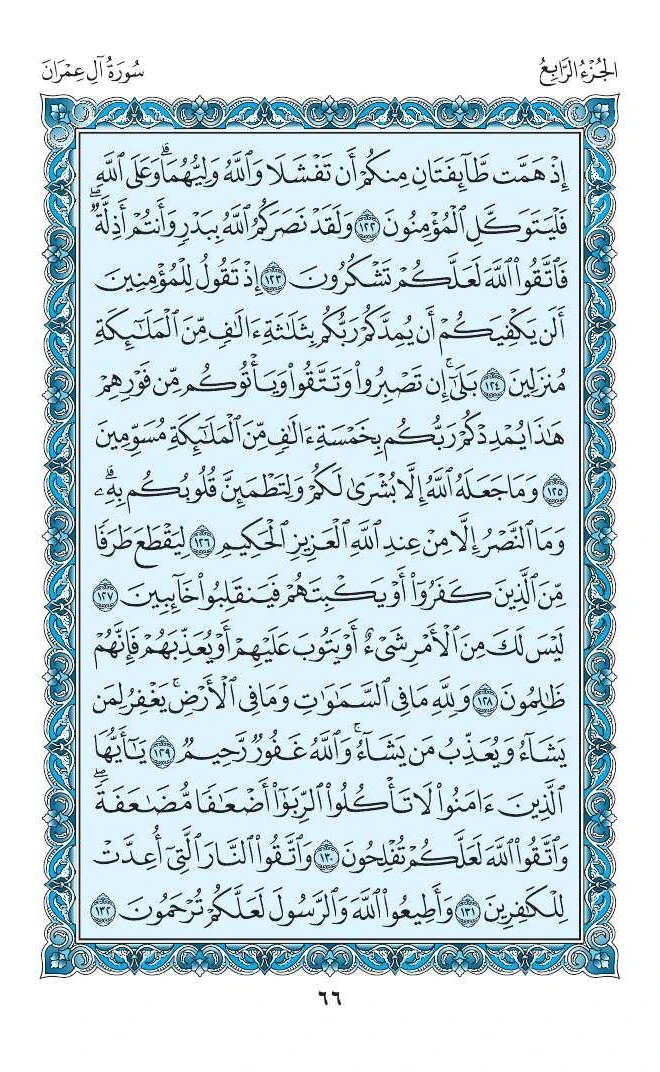 الجُزْءُ الرَّابِعُ
سُورَةُ آلِ عِمْرَانَ
إِذْ هَمَّت طَّآئِفَتَانِ مِنكُمْ أَن تَفْشَلَا وَٱللَّهُ وَلِيُّهُمَاۗ وَعَلَى ٱللَّهِ
فَلْيَتَوَكَّلِ ٱلْمُؤْمِنُونَ ١٢٢ وَلَقَدْ نَصَرَكُمُ ٱللَّهُ بِبَدْرٍ وَأَنتُمْ أَذِلَّةٌۖ
فَٱتَّقُوا۟ ٱللَّهَ لَعَلَّكُمْ تَشْكُرُونَ ١٢٣ إِذْ تَقُولُ لِلْمُؤْمِنِينَ
أَلَن يَكْفِيَكُمْ أَن يُمِدَّكُمْ رَبُّكُم بِثَلَٰثَةِ ءَالَٰفٍ مِّنَ ٱلْمَلَٰٓئِكَةِ
مُنزَلِينَ ١٢٤ بَلَىٰٓۚ إِن تَصْبِرُوا۟ وَتَتَّقُوا۟ وَيَأْتُوكُم مِّن فَوْرِهِمْ
هَٰذَا يُمْدِدْكُمْ رَبُّكُم بِخَمْسَةِ ءَالَٰفٍ مِّنَ ٱلْمَلَٰٓئِكَةِ مُسَوِّمِينَ
١٢٥ وَمَا جَعَلَهُ ٱللَّهُ إِلَّا بُشْرَىٰ لَكُمْ وَلِتَطْمَئِنَّ قُلُوبُكُم بِهِۦۗ
وَمَا ٱلنَّصْرُ إِلَّا مِنْ عِندِ ٱللَّهِ ٱلْعَزِيزِ ٱلْحَكِيمِ ١٢٦ لِيَقْطَعَ طَرَفًا
مِّنَ ٱلَّذِينَ كَفَرُوٓا۟ أَوْ يَكْبِتَهُمْ فَيَنقَلِبُوا۟ خَآئِبِينَ ١٢٧
لَيْسَ لَكَ مِنَ ٱلْأَمْرِ شَىْءٌ أَوْ يَتُوبَ عَلَيْهِمْ أَوْ يُعَذِّبَهُمْ فَإِنَّهُمْ
ظَٰلِمُونَ ١٢٨ وَلِلَّهِ مَا فِى ٱلسَّمَٰوَٰتِ وَمَا فِى ٱلْأَرْضِۚ يَغْفِرُ لِمَن
يَشَآءُ وَيُعَذِّبُ مَن يَشَآءُۚ وَٱللَّهُ غَفُورٌ رَّحِيمٌ ١٢٩ يَٰٓأَيُّهَا
ٱلَّذِينَ ءَامَنُوا۟ لَا تَأْكُلُوا۟ ٱلرِّبَوٰٓا۟ أَضْعَٰفًا مُّضَٰعَفَةًۖ
وَٱتَّقُوا۟ ٱللَّهَ لَعَلَّكُمْ تُفْلِحُونَ ١٣٠ وَٱتَّقُوا۟ ٱلنَّارَ ٱلَّتِىٓ أُعِدَّتْ
لِلْكَٰفِرِينَ ١٣١ وَأَطِيعُوا۟ ٱللَّهَ وَٱلرَّسُولَ لَعَلَّكُمْ تُرْحَمُونَ ١٣٢
٦٦